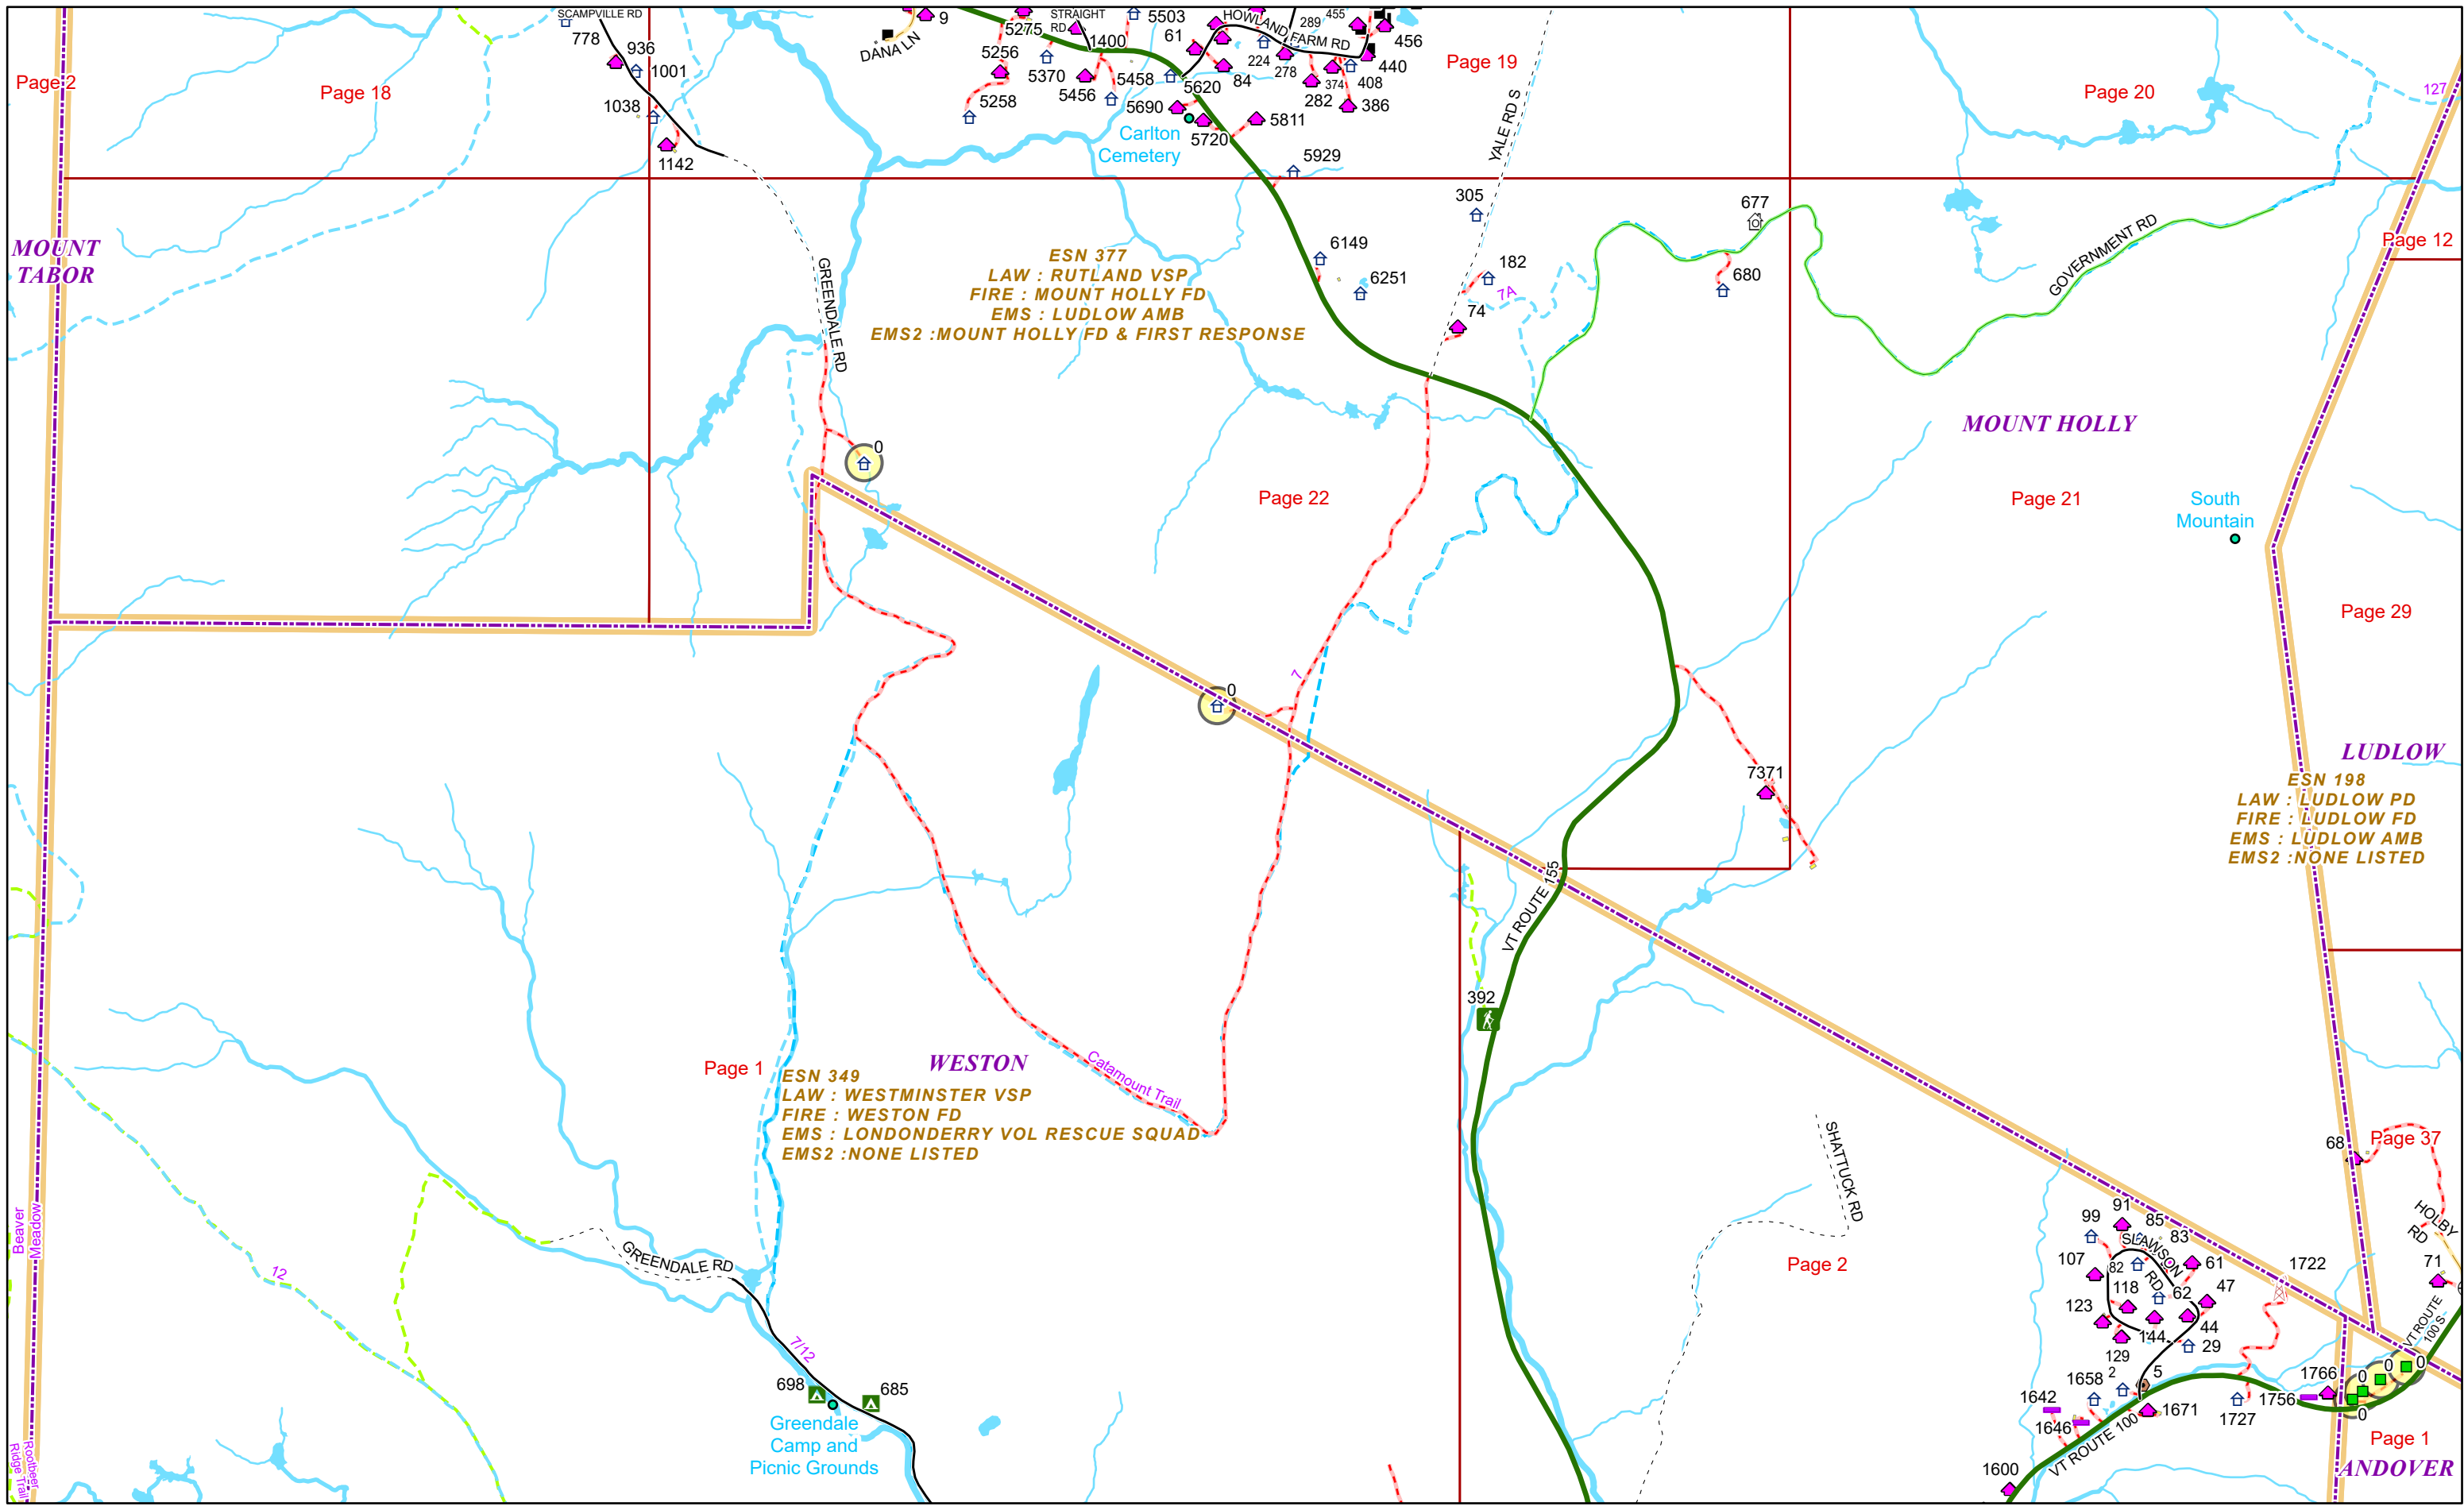 SCAMPVILLE RD
778
936
1001
1038
1142
Page 2
Page 18
DANA LN
9
5275
STRAIGHT
RD
1400
5503
5256
5370
5458
5456
5258
61
HOWLAND FARM RD
289
455
456
440
224
278
374
408
84
282
386
5620
5690
5720
5811
Carlton
Cemetery
5929
Page 19
YALE RD S
Page 20
127
MOUNT
TABOR
305
677
Page 12
ESN 377
LAW : RUTLAND VSP
FIRE : MOUNT HOLLY FD
EMS : LUDLOW AMB
EMS2 :MOUNT HOLLY FD & FIRST RESPONSE
GREENDALE RD
6149
6251
182
7A
74
680
GOVERNMENT RD
MOUNT HOLLY
0
Page 22
Page 21
South
Mountain
Page 29
7
0
7371
LUDLOW
ESN 198
LAW : LUDLOW PD
FIRE : LUDLOW FD
EMS : LUDLOW AMB
EMS2 :NONE LISTED
VT ROUTE 155
392
Page 1
WESTON
ESN 349
LAW : WESTMINSTER VSP
FIRE : WESTON FD
EMS : LONDONDERRY VOL RESCUE SQUAD
EMS2 :NONE LISTED
Catamount Trail
SHATTUCK RD
68
Page 37
HOLBY
RD
71
Beaver
Meadow
12
GREENDALE RD
Page 2
99
91
85
83
SLAWSON
RD
107
82
61
118
62
47
123
144
44
129
29
1722
VT ROUTE
100 S
7/12
698
685
Greendale
Camp and
Picnic Grounds
1658
2
5
1642
1646
1671
1727
1756
1766
0
0
0
0
VT ROUTE 100
1600
Page 1
ANDOVER
Rootbeer
Ridge Trail